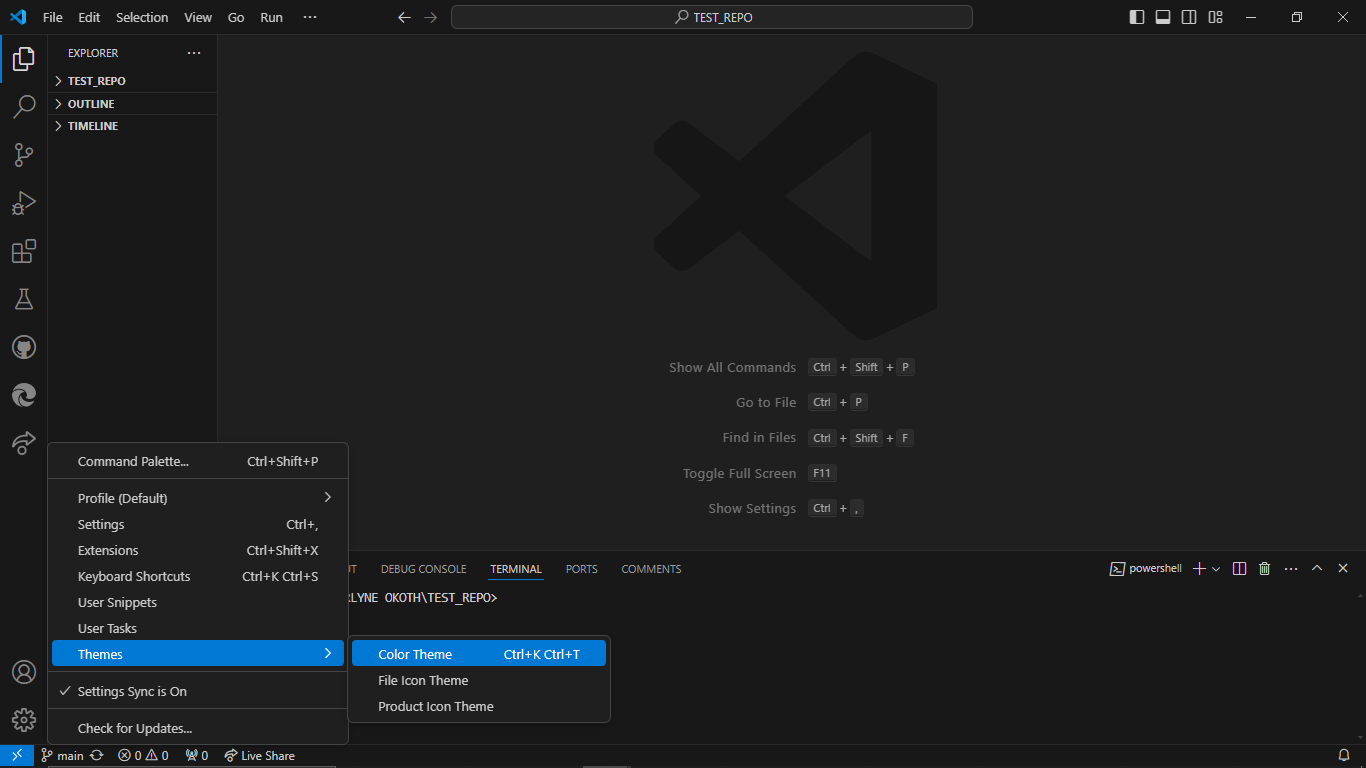 File Edit Selection View Go Run ···
TEST_REPO
EXPLORER ···
TEST_REPO
OUTLINE
TIMELINE
Show All Commands Ctrl + Shift + P
Go to File Ctrl + P
Find in Files Ctrl + Shift + F
Toggle Full Screen F11
Show Settings Ctrl + ,
Command Palette... Ctrl+Shift+P
Profile (Default)
Settings Ctrl+,
Extensions Ctrl+Shift+X
Keyboard Shortcuts Ctrl+K Ctrl+S
User Snippets
User Tasks
Themes
Settings Sync is On
Check for Updates...
Color Theme Ctrl+K Ctrl+T
File Icon Theme
Product Icon Theme
UT DEBUG CONSOLE TERMINAL PORTS COMMENTS powershell
RLYNE OKOTH\TEST_REPO>
main 0 0 0 Live Share